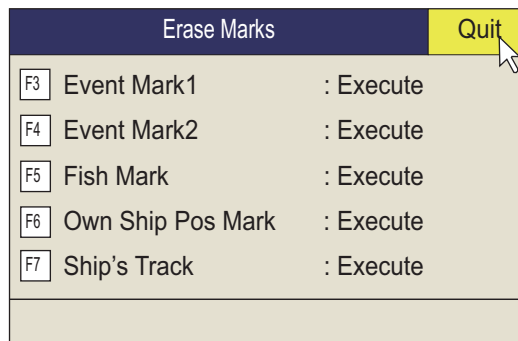 Erase Marks Quit
F3 Event Mark1 : Execute
F4 Event Mark2 : Execute
F5 Fish Mark : Execute
F6 Own Ship Pos Mark : Execute
F7 Ship's Track : Execute